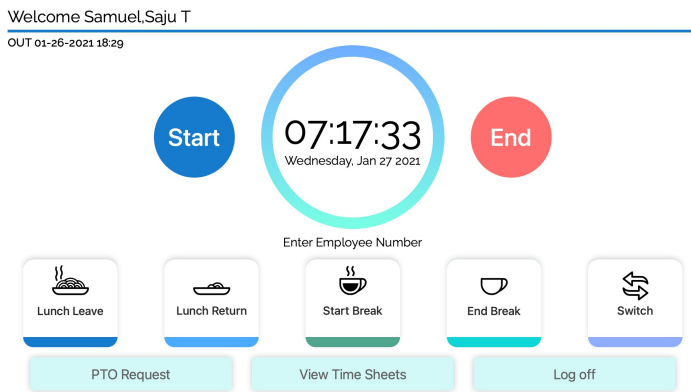 Welcome Samuel,Saju T
OUT 01-26-2021 18:29
Start
07:17:33
Wednesday, Jan 27 2021
End
Enter Employee Number
Lunch Leave
Lunch Return
Start Break
End Break
Switch
PTO Request
View Time Sheets
Log off